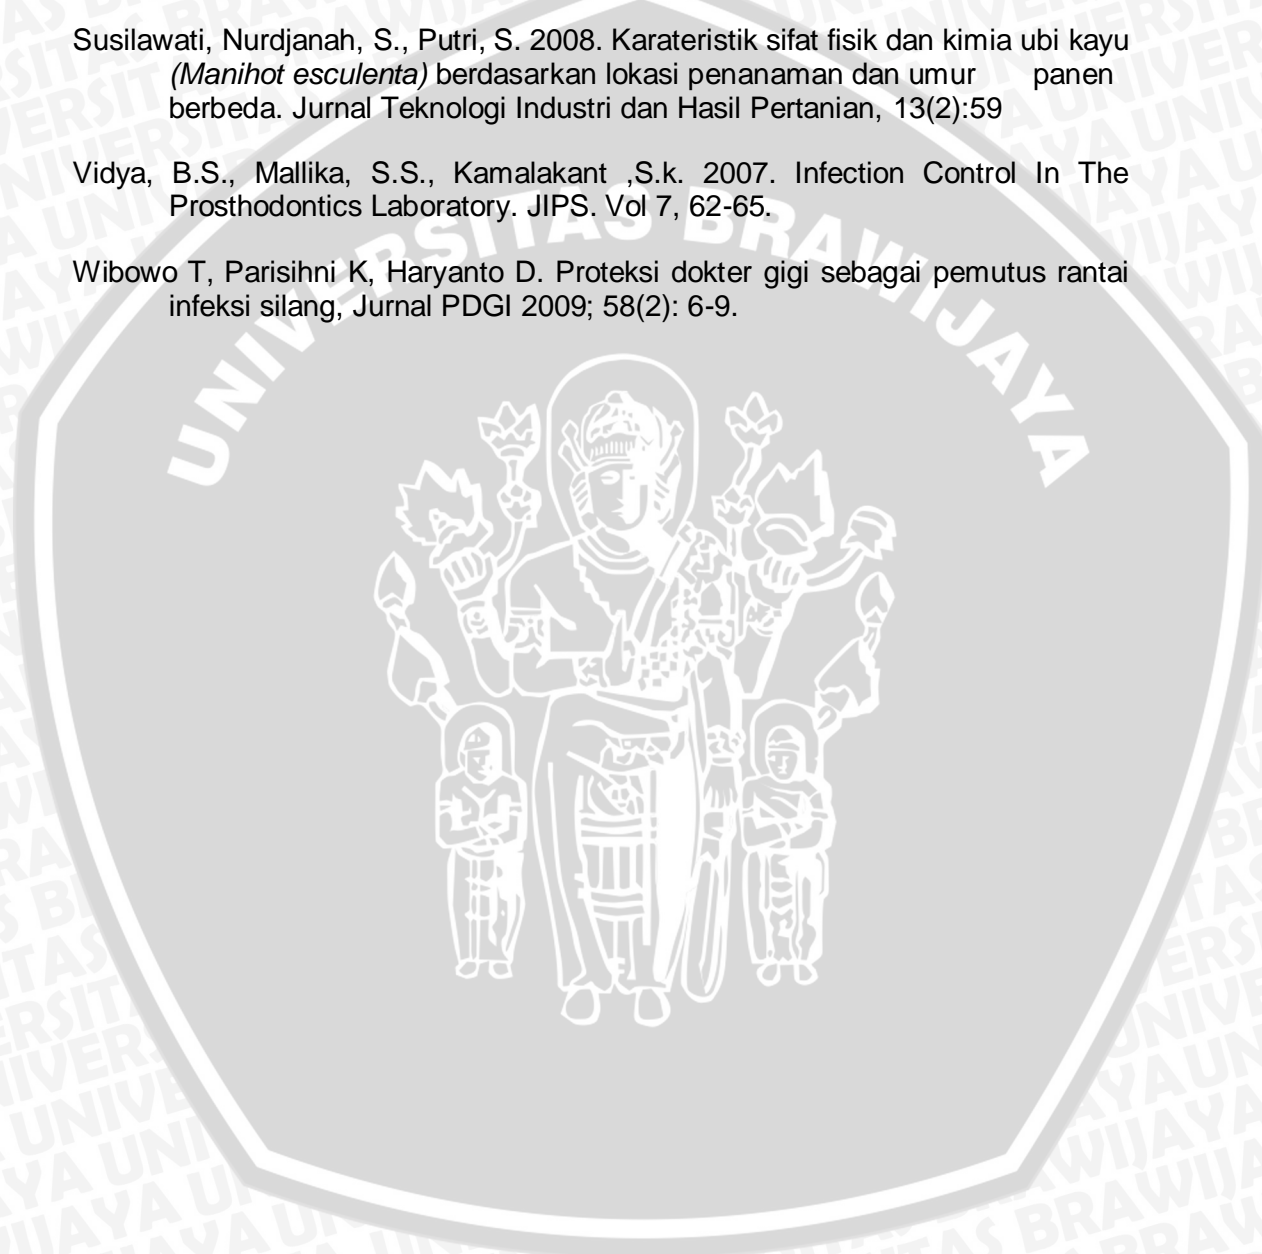 Susilawati, Nurdjanah, S., Putri, S. 2008. Karateristik sifat fisik dan kimia ubi kayu
(Manihot esculenta) berdasarkan lokasi penanaman dan umur panen
berbeda. Jurnal Teknologi Industri dan Hasil Pertanian, 13(2):59
Vidya, B.S., Mallika, S.S., Kamalakant ,S.k. 2007. Infection Control In The
Prosthodontics Laboratory. JIPS. Vol 7, 62-65.
Wibowo T, Parisihni K, Haryanto D. Proteksi dokter gigi sebagai pemutus rantai
infeksi silang, Jurnal PDGI 2009; 58(2): 6-9.
UNIVERSITAS BRAWIJAYA